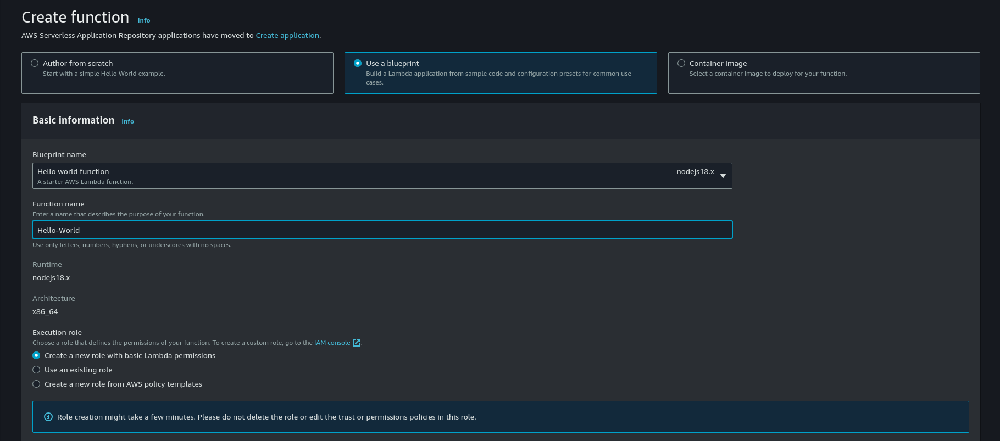 Create function Info
AWS Serverless Application Repository applications have moved to Create application.
Author from scratch
Start with a simple Hello World example.
Use a blueprint
Build a Lambda application from sample code and configuration presets for common use
cases.
Container image
Select a container image to deploy for your function.
Basic information Info
Blueprint name
Hello world function nodejs18.x
A starter AWS Lambda function.
Function name
Enter a name that describes the purpose of your function.
Hello-World
Use only letters, numbers, hyphens, or underscores with no spaces.
Runtime
nodejs18.x
Architecture
x86_64
Execution role
Choose a role that defines the permissions of your function. To create a custom role, go to the IAM console.
Create a new role with basic Lambda permissions
Use an existing role
Create a new role from AWS policy templates
Role creation might take a few minutes. Please do not delete the role or edit the trust or permissions policies in this role.